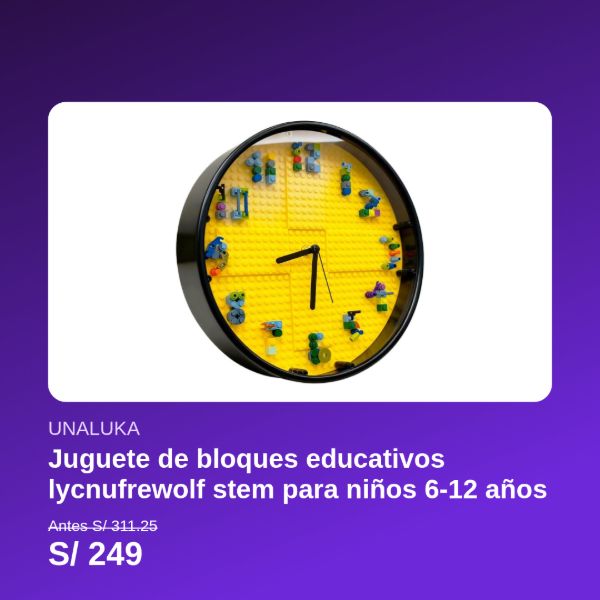 UNALUKA
Juguete de bloques educativos
lycnufrewolf stem para niños 6-12 años
Antes S/ 311.25
S/ 249